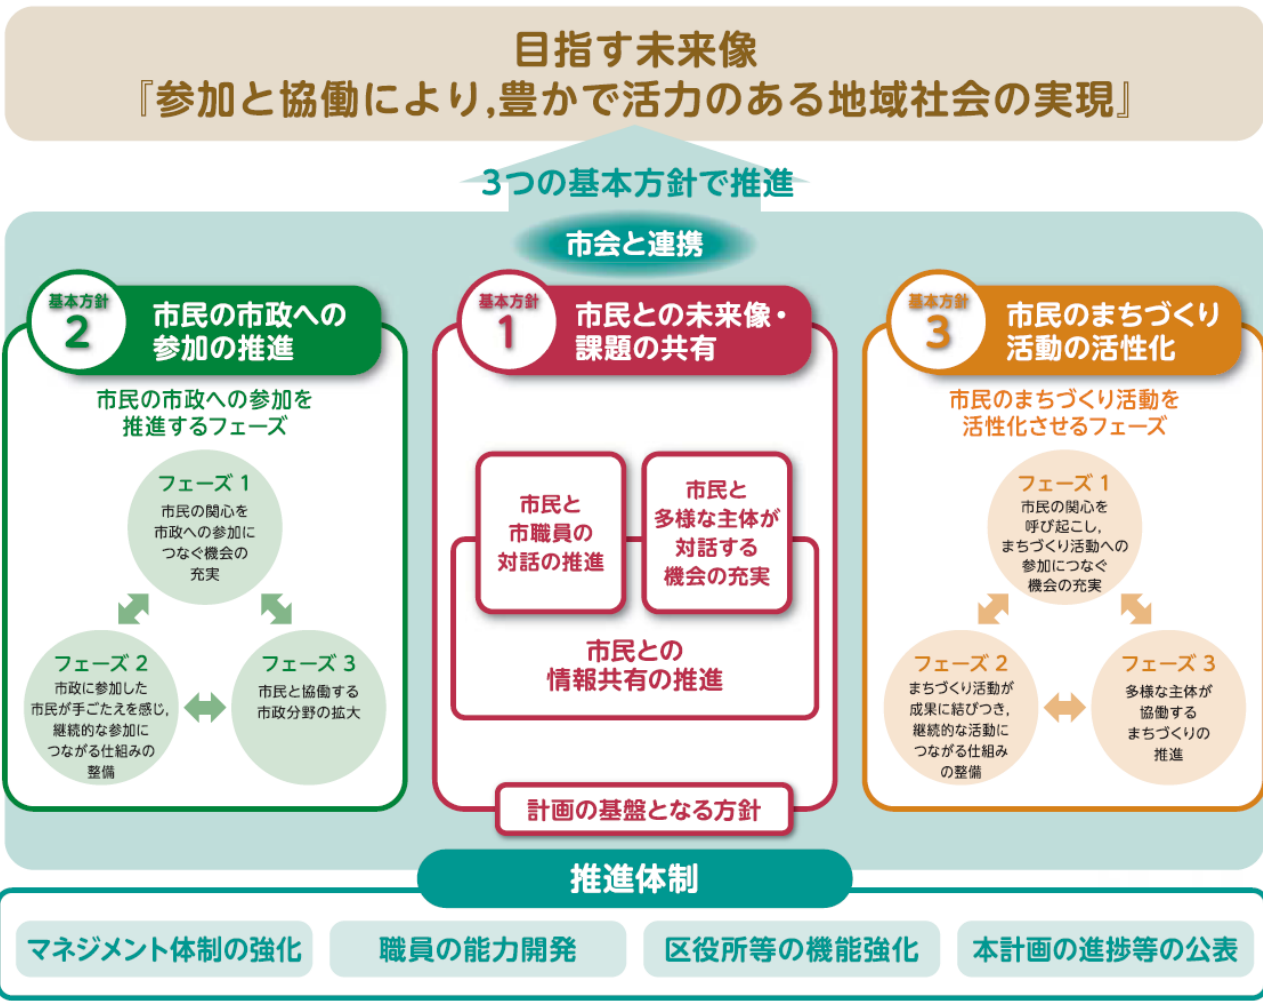 目指す未来像
『参加と協働により,豊かで活力のある地域社会の実現』
3つの基本方針で推進
市会と連携
基本方針
2
市民の市政への
参加の推進
市民の市政への参加を
推進するフェーズ
フェーズ 1
市民の関心を
市政への参加に
つなぐ機会の
充実
フェーズ 2
市政に参加した
市民が手ごたえを感じ,
継続的な参加に
つながる仕組みの
整備
フェーズ 3
市民と協働する
市政分野の拡大
基本方針
1
市民との未来像・
課題の共有
市民と
市職員の
対話の推進
市民と
多様な主体が
対話する
機会の充実
市民との
情報共有の推進
計画の基盤となる方針
基本方針
3
市民のまちづくり
活動の活性化
市民のまちづくり活動を
活性化させるフェーズ
フェーズ 1
市民の関心を
呼び起こし,
まちづくり活動への
参加につなぐ
機会の充実
フェーズ 2
まちづくり活動が
成果に結びつき,
継続的な活動に
つながる仕組み
の整備
フェーズ 3
多様な主体が
協働する
まちづくりの
推進
推進体制
マネジメント体制の強化
職員の能力開発
区役所等の機能強化
本計画の進捗等の公表